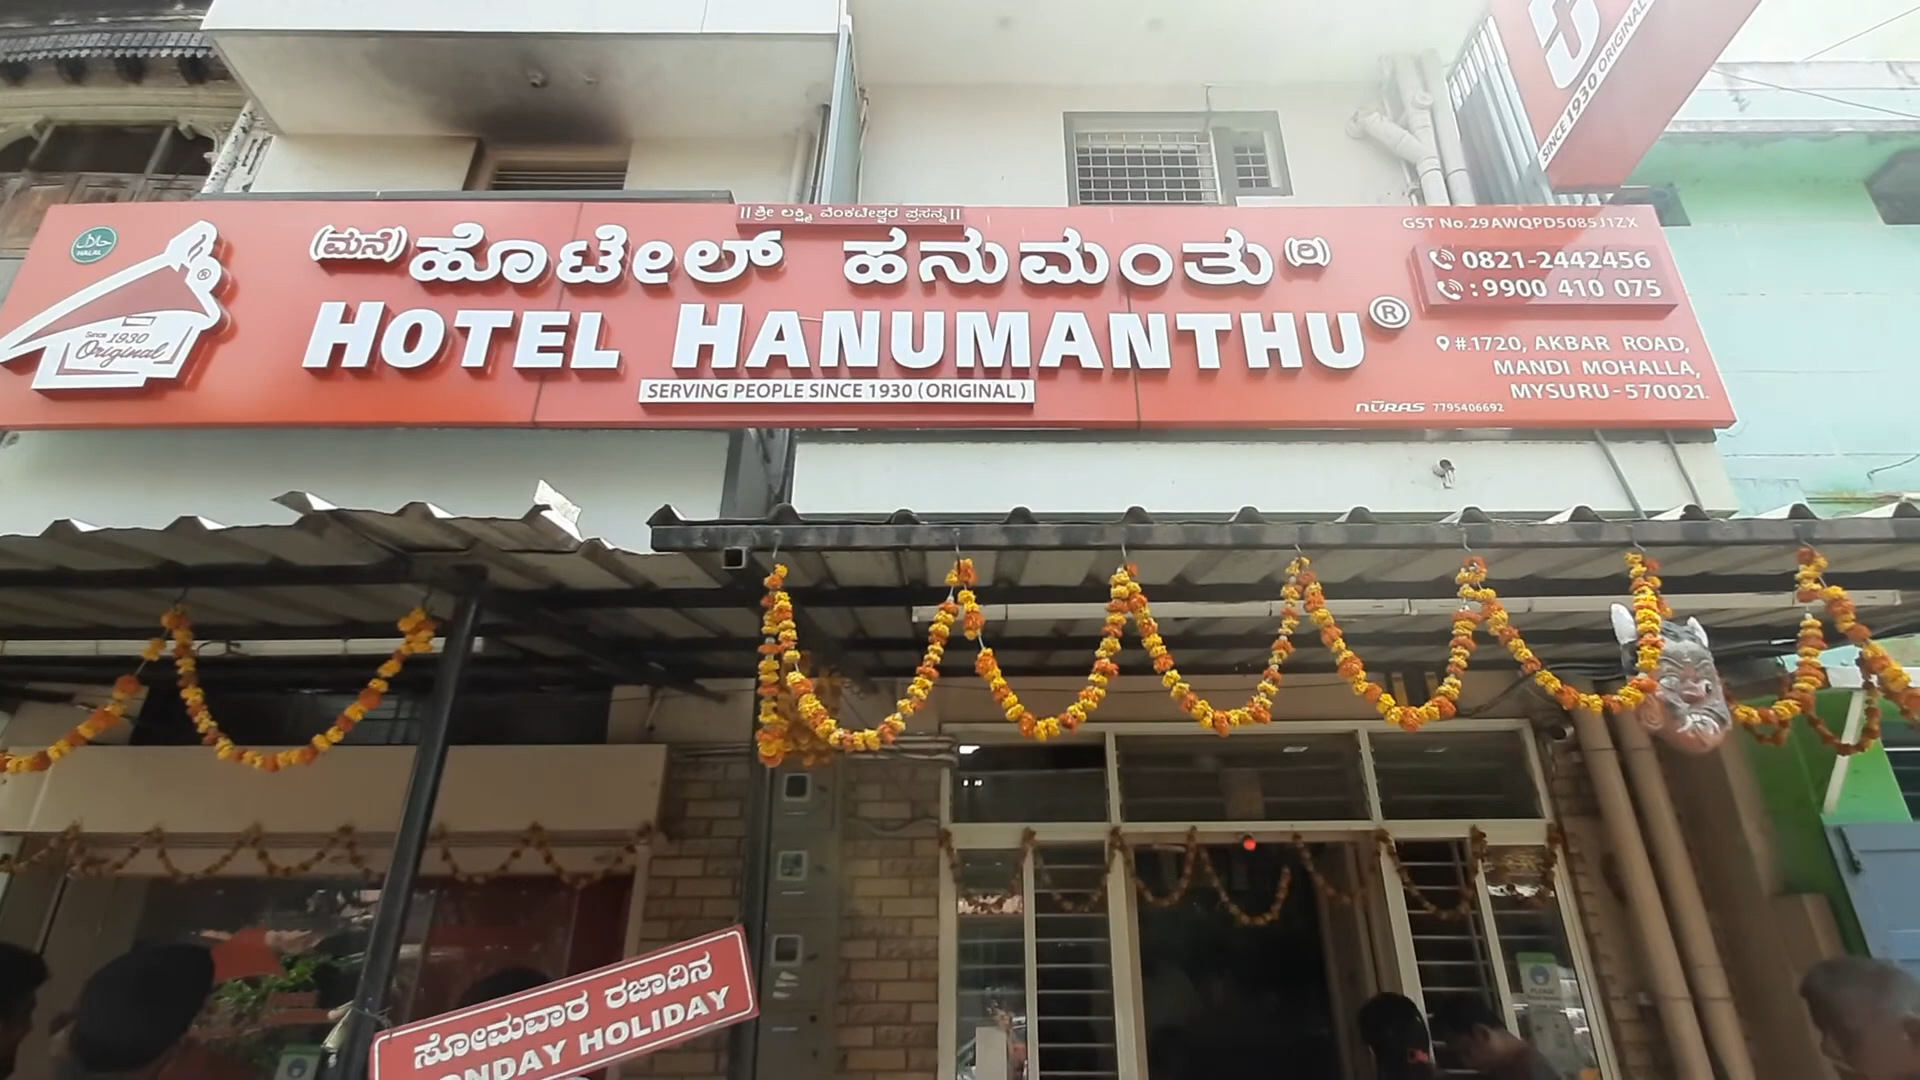 || ಶ್ರೀ ಲಕ್ಷ್ಮಿ ವೆಂಕಟೇಶ್ವರ ಪ್ರಸನ್ನ ||
HALAL
(ಮನೆ) ಹೊಟೇಲ್ ಹನುಮಂತು (ರಿ)
HOTEL HANUMANTHU ®
SERVING PEOPLE SINCE 1930 (ORIGINAL)
®
Since 1930
Original
GST No.29AWQPD5085J1ZX
0821-2442456
: 9900 410 075
#.1720, AKBAR ROAD,
MANDI MOHALLA,
MYSURU-570021.
nURAS 7795406692
SINCE 1930 ORIGINAL
ಸೋಮವಾರ ರಜಾದಿನ
ONDAY HOLIDAY
PLEASE